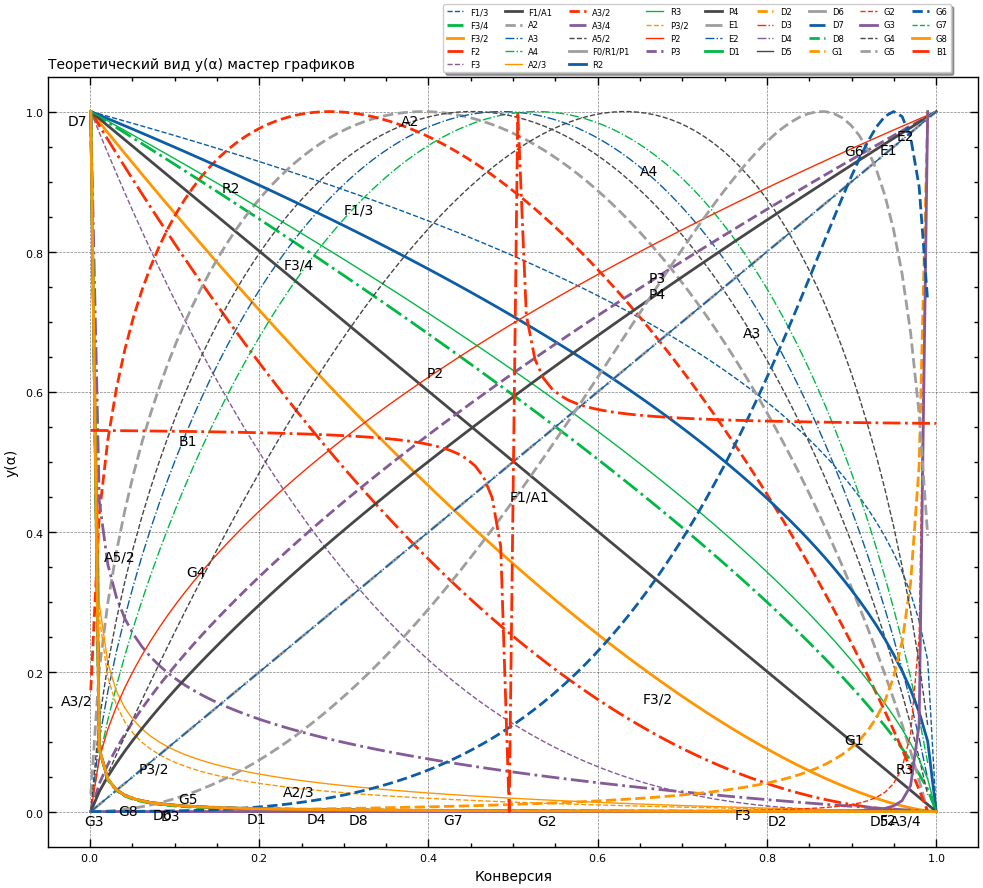 F1/3 F1/A1 A3/2 R3 P4 D2 D6 G2 G6
F3/4 A2 A3/4 P3/2 E1 D3 D7 G3 G7
F3/2 A3 A5/2 P2 E2 D4 D8 G4 G8
F2 A4 F0/R1/P1 P3 D1 D5 G1 G5 B1
F3 A2/3 R2
Теоретический вид y(α) мастер графиков
D7
A2
E2
G6
E1
A4
R2
F1/3
F3/4
P3
P4
A3
P2
B1
F1/A1
A5/2
G4
A3/2
F3/2
G1
P3/2
R3
A2/3
G5
G8
G3
D1
D4
D8
G7
G2
F3
D2
F2
A3/4
y(α)
1.0
0.8
0.6
0.4
0.2
0.0
0.0 0.2 0.4 0.6 0.8 1.0
Конверсия